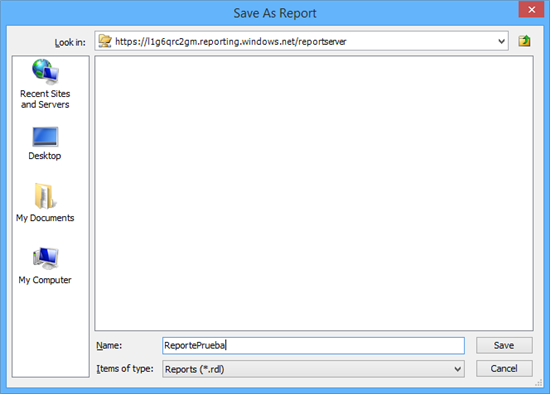 Save As Report
Look in:
https://l1g6qrc2gm.reporting.windows.net/reportserver
Recent Sites
and Servers
Desktop
My Documents
My Computer
Name:
ReportePrueba
Save
Items of type:
Reports (*.rdl)
Cancel